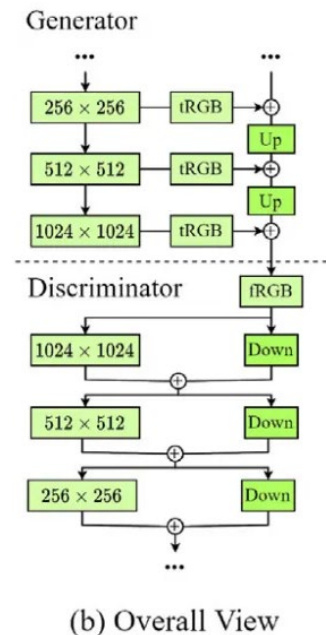 Generator
... ...
256 × 256 tRGB
Up
512 × 512 tRGB
Up
1024 × 1024 tRGB
Discriminator fRGB
1024 × 1024 Down
512 × 512 Down
256 × 256 Down
...
(b) Overall View